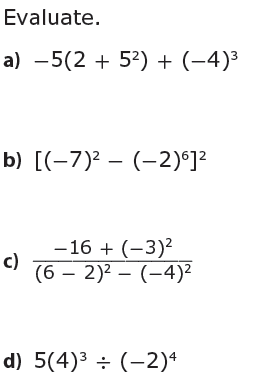 Evaluate.
a) −5(2 + 5²) + (−4)³
b) [(−7)² − (−2)⁶]²
c) −16 + (−3)²
(6 − 2)² − (−4)²
d) 5(4)³ ÷ (−2)⁴